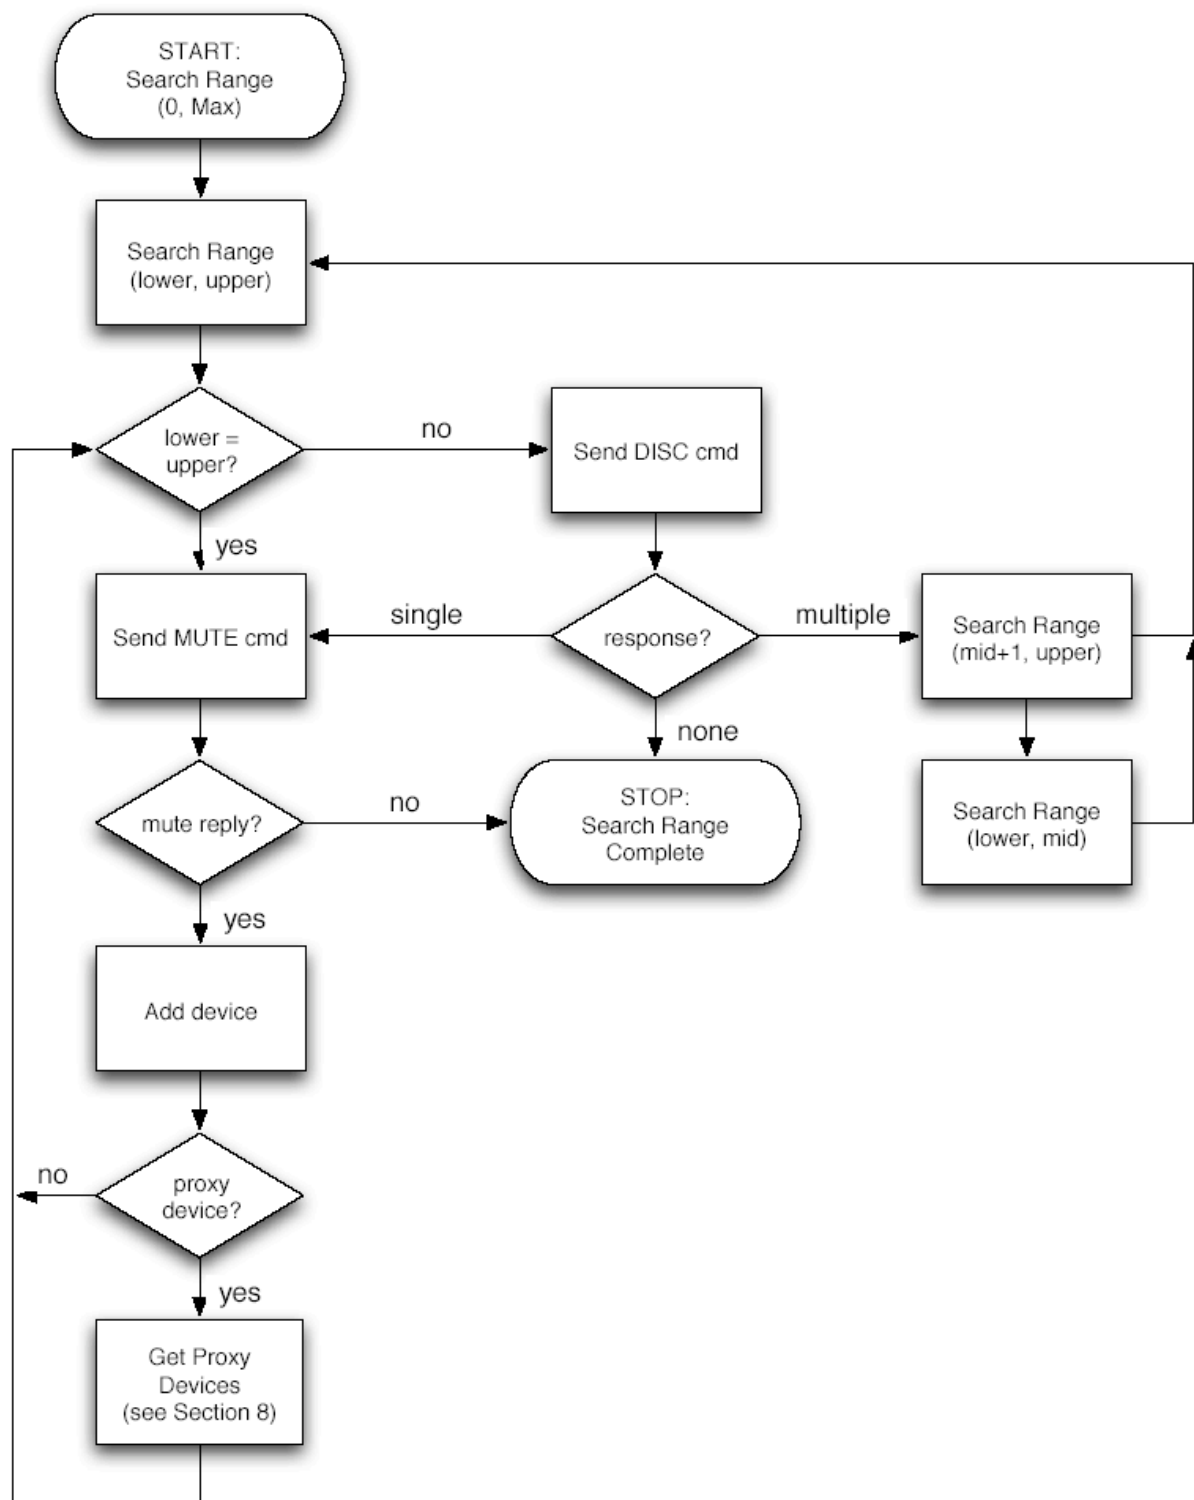 START:
Search Range
(0, Max)
Search Range
(lower, upper)
lower =
upper?
no
Send DISC cmd
yes
Send MUTE cmd
single
response?
multiple
Search Range
(mid+1, upper)
none
mute reply?
no
STOP:
Search Range
Complete
Search Range
(lower, mid)
yes
Add device
no
proxy
device?
yes
Get Proxy
Devices
(see Section 8)